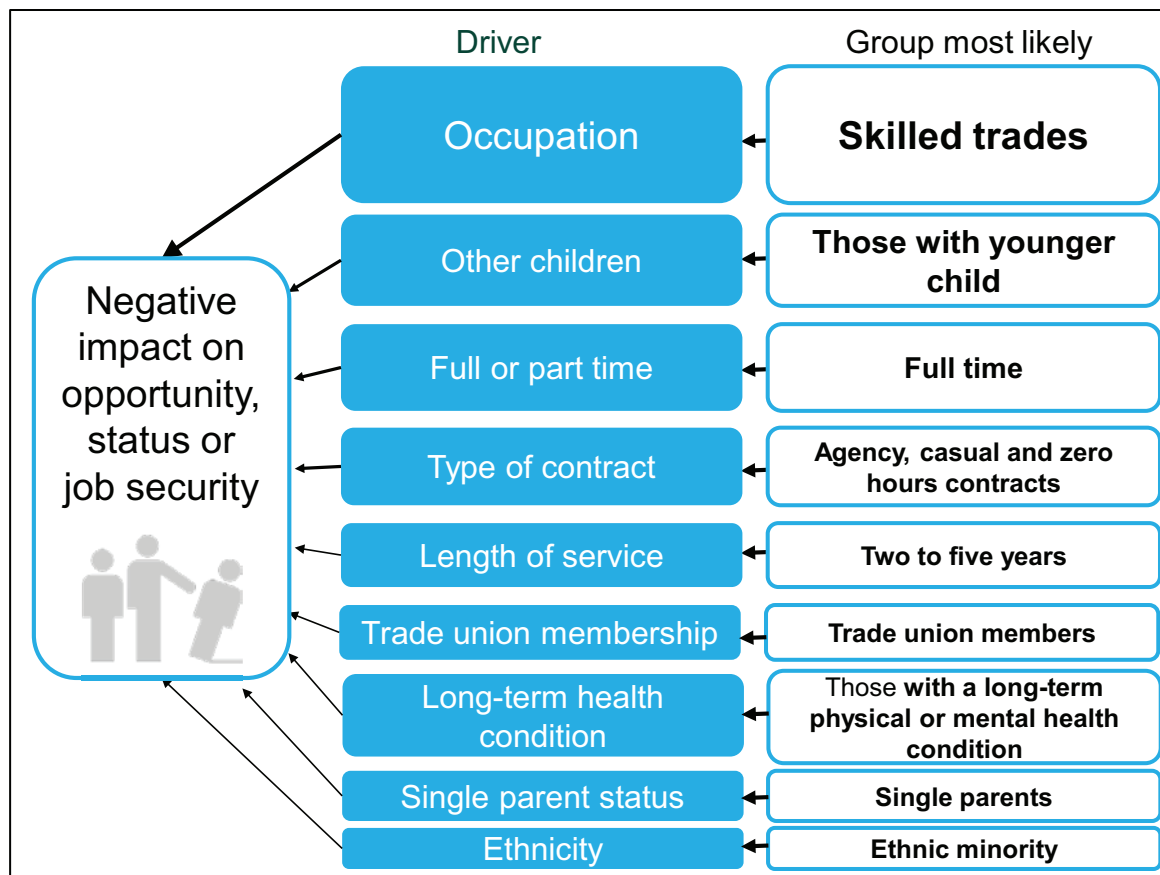 Driver
Group most likely
Occupation
Skilled trades
Other children
Those with younger
child
Full or part time
Full time
Type of contract
Agency, casual and zero
hours contracts
Length of service
Two to five years
Trade union membership
Trade union members
Long-term health
condition
Those with a long-term
physical or mental health
condition
Single parent status
Single parents
Ethnicity
Ethnic minority
Negative
impact on
opportunity,
status or
job security